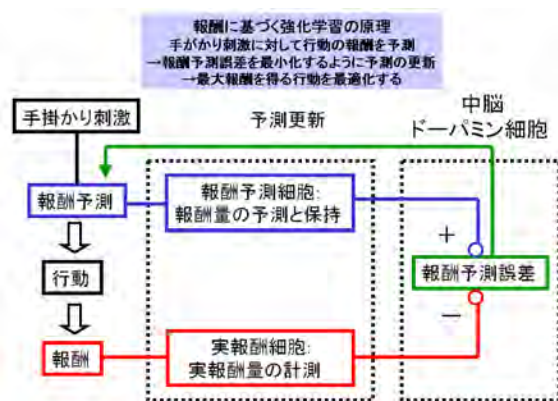 報酬に基づく強化学習の原理
手がかり刺激に対して行動の報酬を予測
→報酬予測誤差を最小化するように予測の更新
→最大報酬を得る行動を最適化する
中脳
ドーパミン細胞
手掛かり刺激
予測更新
報酬予測
報酬予測細胞:
報酬量の予測と保持
+
報酬予測誤差
行動
−
報酬
実報酬細胞:
実報酬量の計測